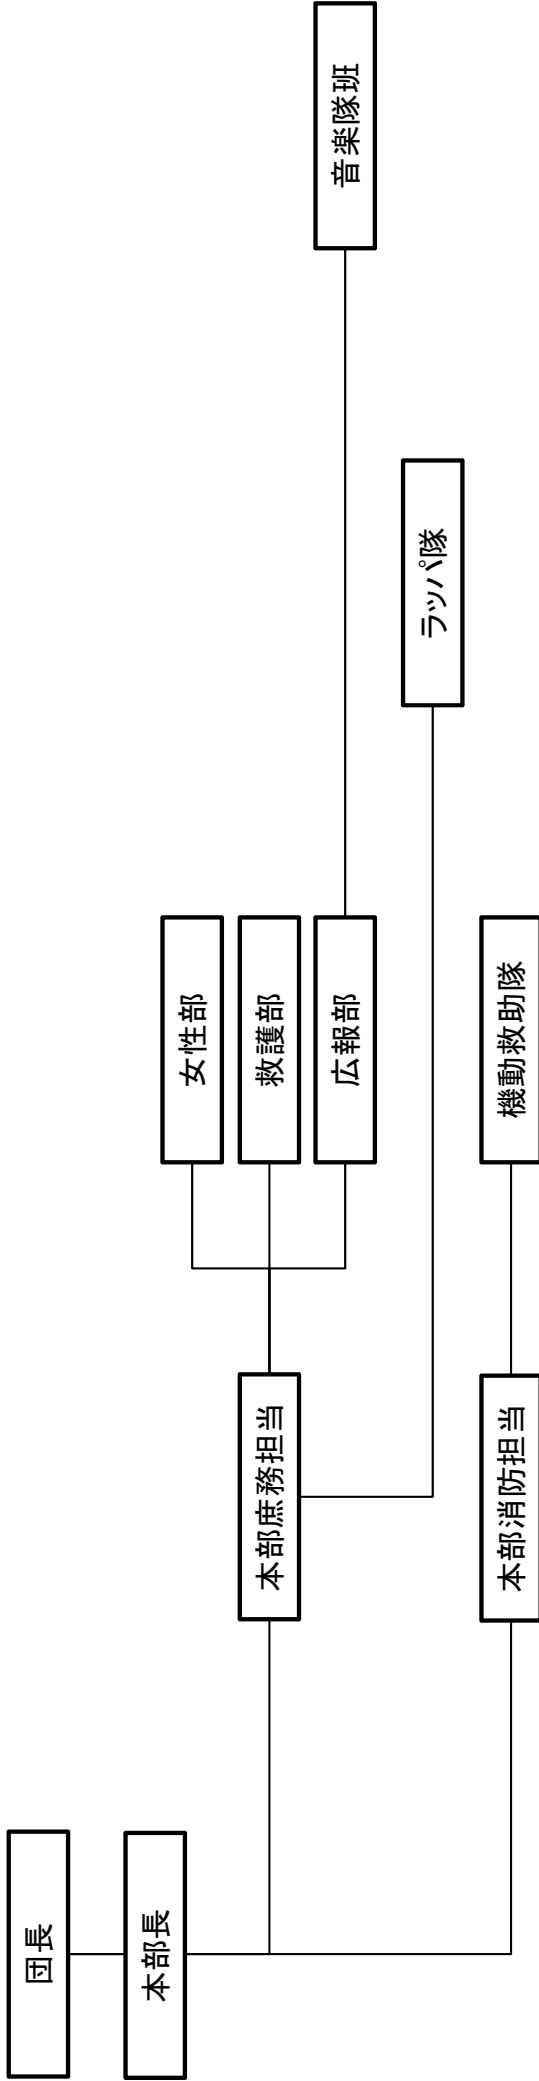 団長
本部長
本部庶務担当
女性部
救護部
広報部
音楽隊班
ラッパ隊
本部消防担当
機動救助隊